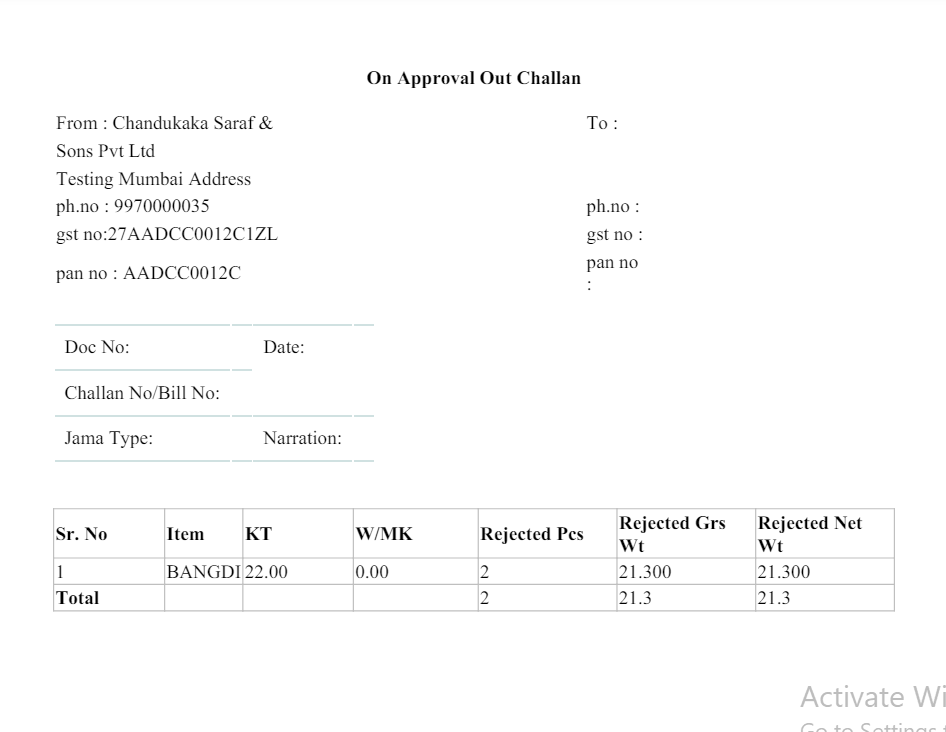 On Approval Out Challan
From : Chandukaka Saraf & To :
Sons Pvt Ltd
Testing Mumbai Address
ph.no : 9970000035 ph.no :
gst no:27AADCC0012C1ZL gst no :
pan no : AADCC0012C pan no
:
Doc No: Date:
Challan No/Bill No:
Jama Type: Narration:
Sr. No Item KT W/MK Rejected Pcs Rejected Grs Wt Rejected Net Wt
1 BANGDI 22.00 0.00 2 21.300 21.300
Total 2 21.3 21.3
Activate Wi
Go to Settings